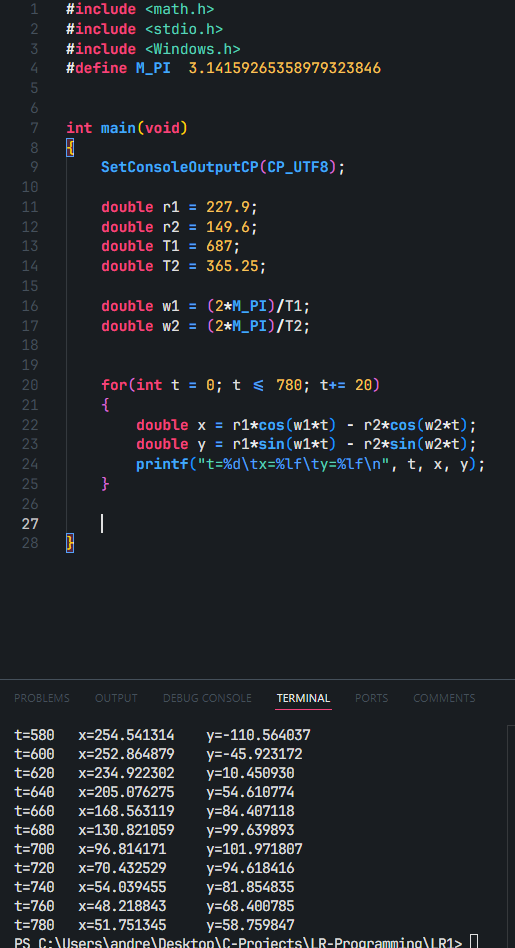 1 #include <math.h>
2 #include <stdio.h>
3 #include <Windows.h>
4 #define M_PI  3.14159265358979323846
5
6
7 int main(void)
8 {
9     SetConsoleOutputCP(CP_UTF8);
10
11     double r1 = 227.9;
12     double r2 = 149.6;
13     double T1 = 687;
14     double T2 = 365.25;
15
16     double w1 = (2*M_PI)/T1;
17     double w2 = (2*M_PI)/T2;
18
19
20     for(int t = 0; t <= 780; t+= 20)
21     {
22         double x = r1*cos(w1*t) - r2*cos(w2*t);
23         double y = r1*sin(w1*t) - r2*sin(w2*t);
24         printf("t=%d\tx=%lf\ty=%lf\n", t, x, y);
25     }
26
27
28 }
PROBLEMS OUTPUT DEBUG CONSOLE TERMINAL PORTS COMMENTS
t=580   x=254.541314    y=-110.564037
t=600   x=252.864879    y=-45.923172
t=620   x=234.922302    y=10.450930
t=640   x=205.076275    y=54.610774
t=660   x=168.563119    y=84.407118
t=680   x=130.821059    y=99.639893
t=700   x=96.814171     y=101.971807
t=720   x=70.432529     y=94.618416
t=740   x=54.039455     y=81.854835
t=760   x=48.218843     y=68.400785
t=780   x=51.751345     y=58.759847
PS C:\Users\andre\Desktop\C-Projects\LR-Programming\LR1>